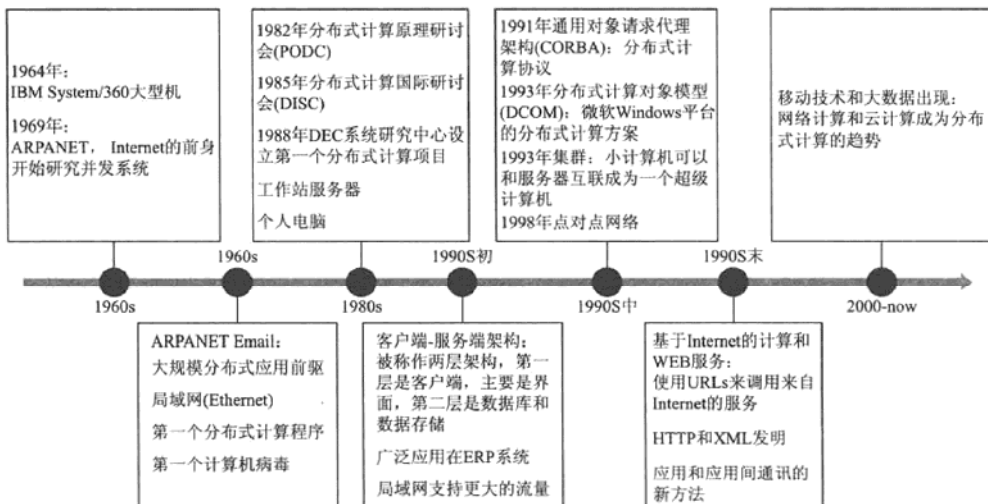 1964年：
IBM System/360大型机
1969年：
ARPANET， Internet的前身
开始研究并发系统
1982年分布式计算原理研讨
会(PODC)
1985年分布式计算国际研讨
会(DISC)
1988年DEC系统研究中心设
立第一个分布式计算项目
工作站服务器
个人电脑
1991年通用对象请求代理
架构(CORBA)：分布式计
算协议
1993年分布式计算对象模型
(DCOM)：微软Windows平台
的分布式计算方案
1993年集群：小计算机可以
和服务器互联成为一个超级
计算机
1998年点对点网络
移动技术和大数据出现：
网络计算和云计算成为分布
式计算的趋势
1960s
1990S初
1990S末
1960s
1980s
1990S中
2000-now
ARPANET Email：
大规模分布式应用前驱
局域网(Ethernet)
第一个分布式计算程序
第一个计算机病毒
客户端-服务端架构：
被称作两层架构，第一
层是客户端，主要是界
面，第二层是数据库和
数据存储
广泛应用在ERP系统
局域网支持更大的流量
基于Internet的计算和
WEB服务：
使用URLs来调用来自
Internet的服务
HTTP和XML发明
应用和应用间通讯的
新方法